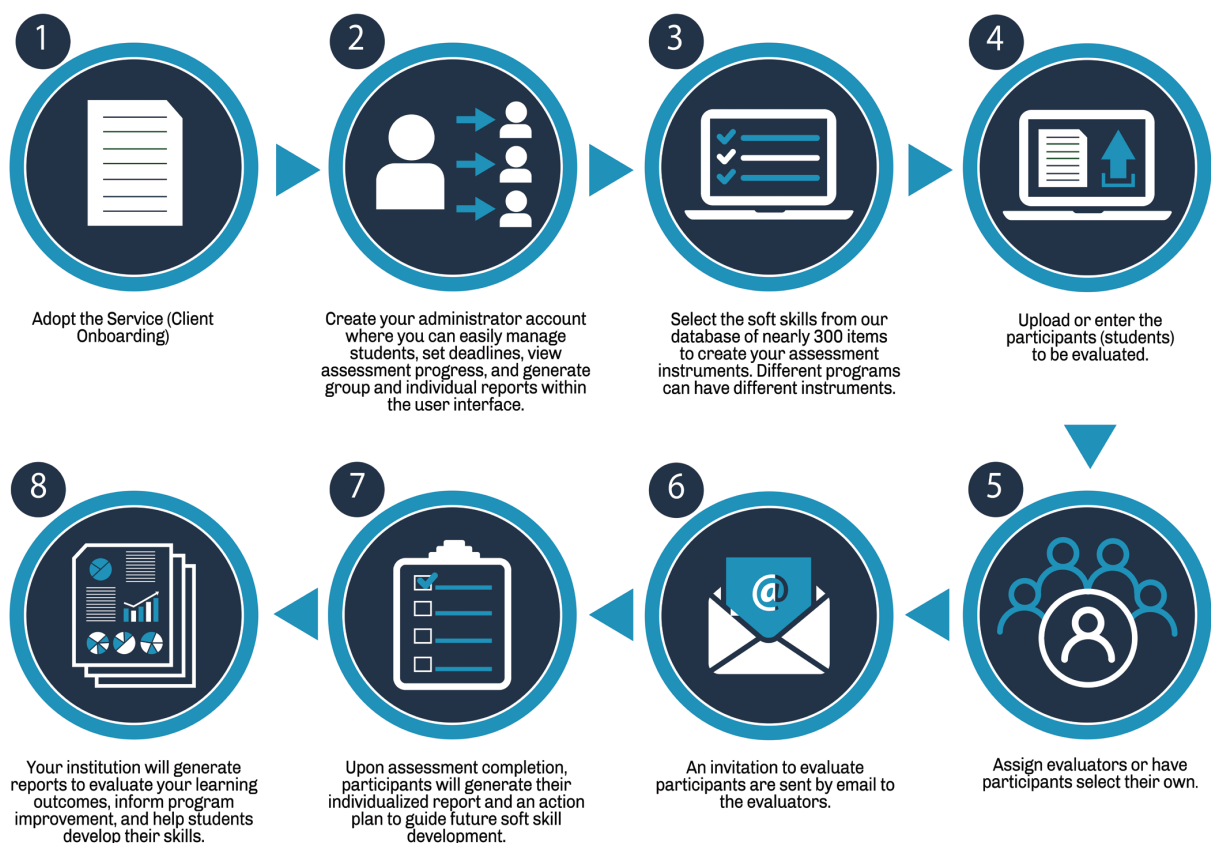 1
Adopt the Service (Client
Onboarding)
2
Create your administrator account
where you can easily manage
students, set deadlines, view
assessment progress, and generate
group and individual reports within
the user interface.
3
Select the soft skills from our
database of nearly 300 items
to create your assessment
instruments. Different programs
can have different instruments.
4
Upload or enter the
participants (students)
to be evaluated.
5
Assign evaluators or have
participants select their own.
6
@
An invitation to evaluate
participants are sent by email to
the evaluators.
7
Upon assessment completion,
participants will generate their
individualized report and an action
plan to guide future soft skill
development.
8
Your institution will generate
reports to evaluate your learning
outcomes, inform program
improvement, and help students
develop their skills.